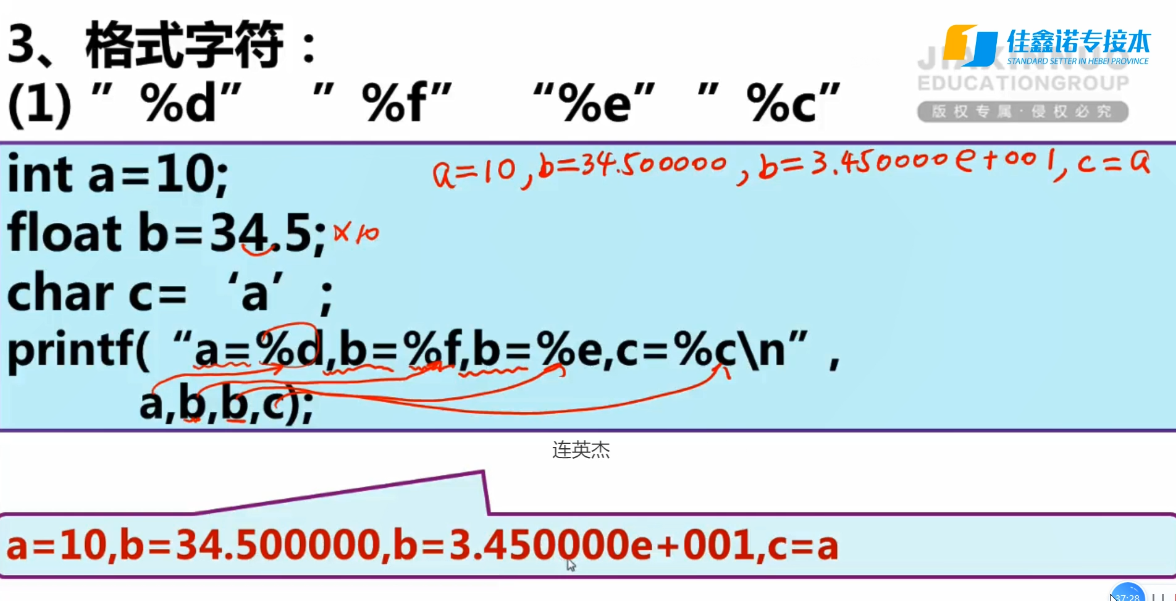 3、格式字符：
佳鑫诺专接本
STANDARD SETTER IN HEBEI PROVINCE
JIAXINNUO
EDUCATIONGROUP
版权专属·侵权必究
(1) ” %d”   ” %f”   “%e”   ” %c”
int a=10;
a=10,b=34.500000,b=3.450000e+001,c=a
float b=34.5; ×10
char c= ‘a’ ;
printf( “a=%d,b=%f,b=%e,c=%c\n” ,
a,b,b,c);
连英杰
a=10,b=34.500000,b=3.450000e+001,c=a